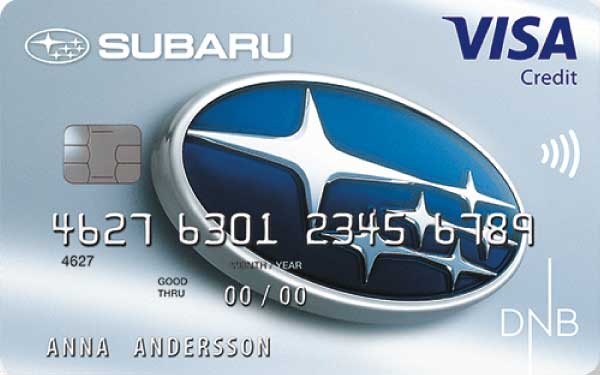 SUBARU
VISA
Credit
4627 6301 2345 6789
4627
MONTH/YEAR
GOOD
THRU
00/00
DNB
ANNA ANDERSSON